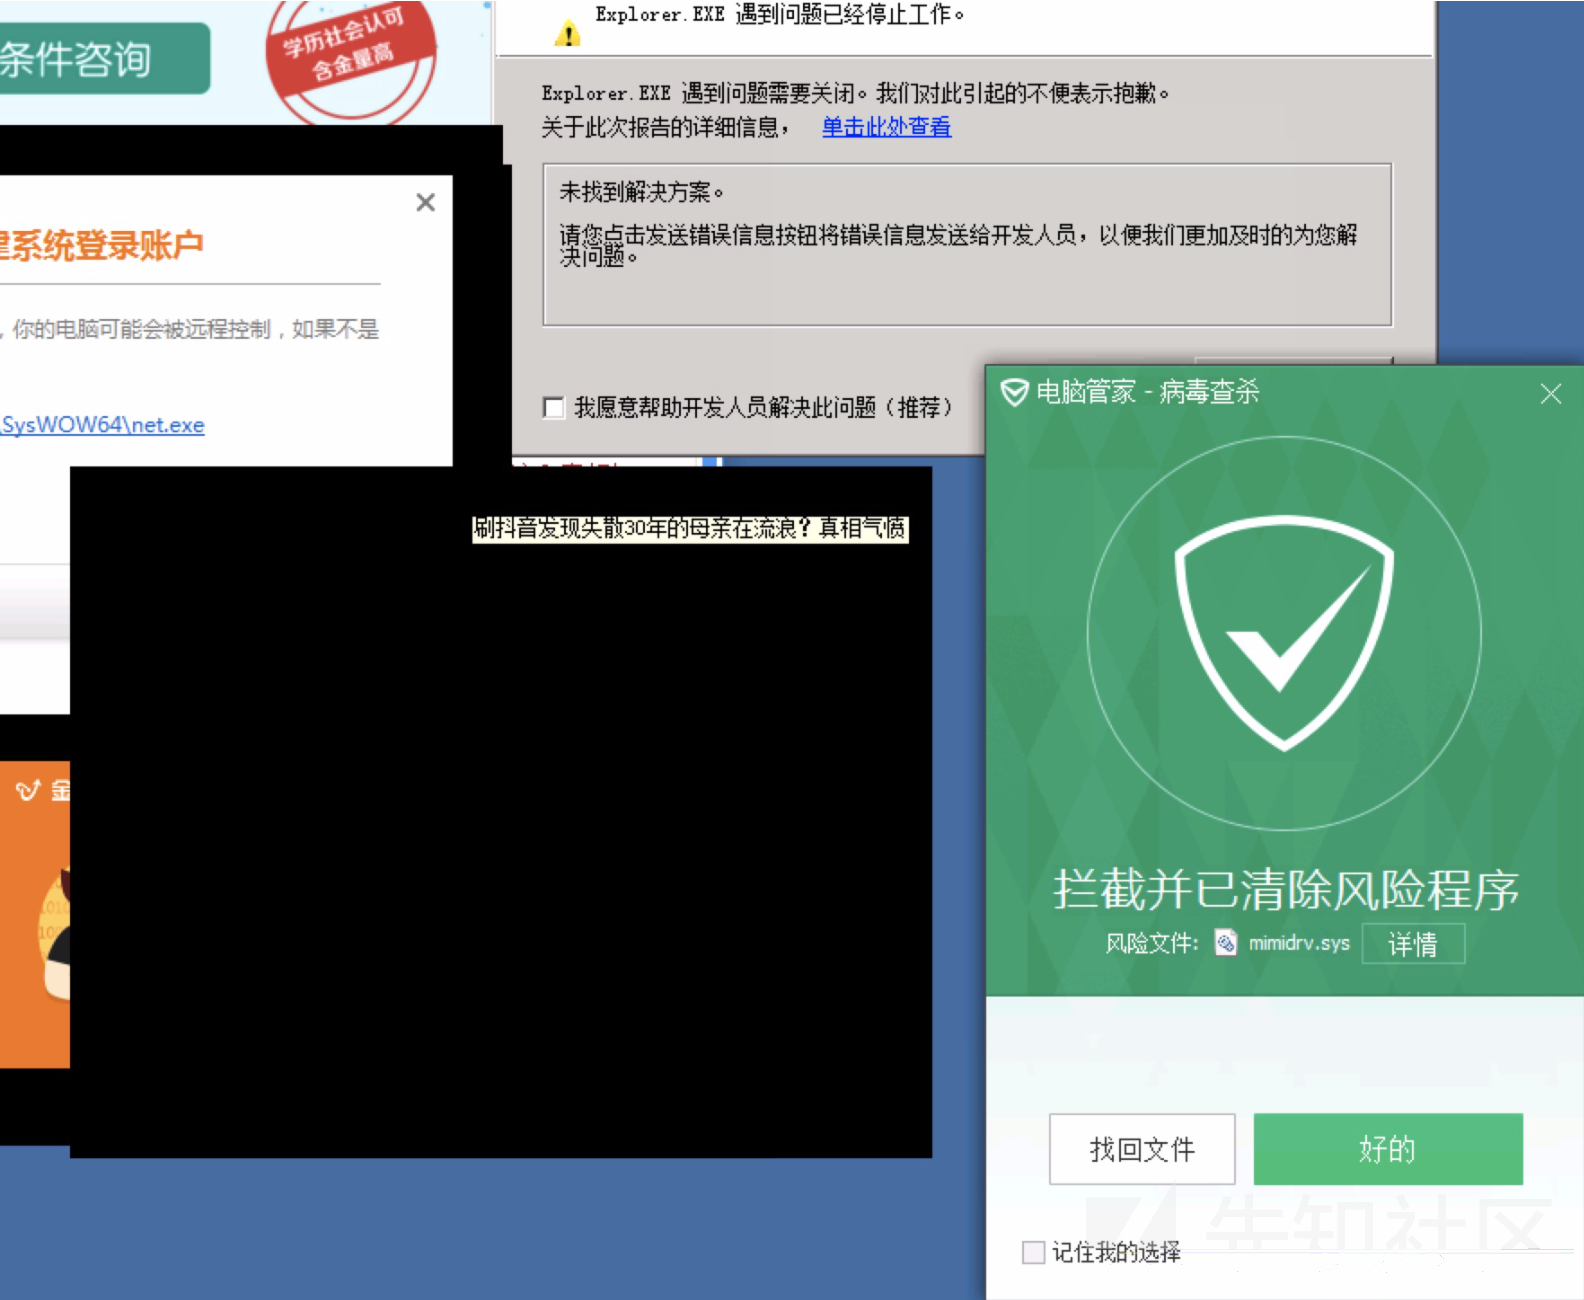 条件咨询
学历社会认可
含金量高
Explorer.EXE 遇到问题已经停止工作。
Explorer.EXE 遇到问题需要关闭。我们对此引起的不便表示抱歉。
关于此次报告的详细信息， 单击此处查看
未找到解决方案。
请您点击发送错误信息按钮将错误信息发送给开发人员，以便我们更加及时的为您解
决问题。
我愿意帮助开发人员解决此问题（推荐）
建系统登录账户
，你的电脑可能会被远程控制，如果不是
\SysWOW64\net.exe
刷抖音发现失散30年的母亲在流浪？真相气愤
金
电脑管家 - 病毒查杀
拦截并已清除风险程序
风险文件: mimidrv.sys 详情
找回文件 好的
记住我的选择
先知社区